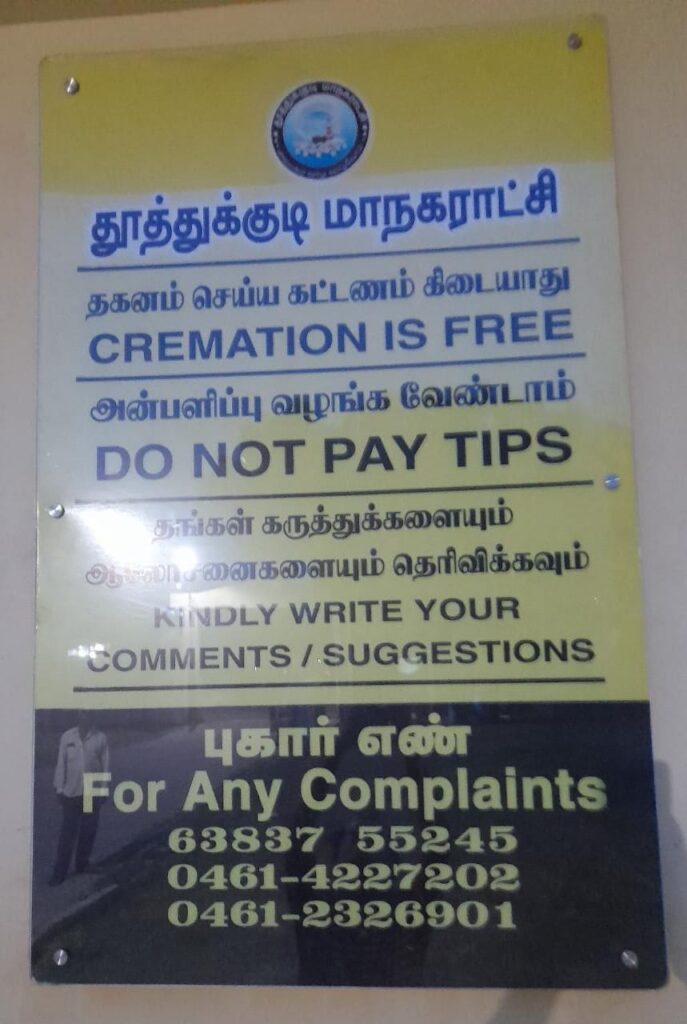 தூத்துக்குடி மாநகராட்சி
தகனம் செய்ய கட்டணம் கிடையாது
CREMATION IS FREE
அன்பளிப்பு வழங்க வேண்டாம்
DO NOT PAY TIPS
தங்கள் கருத்துக்களையும்
ஆலோசனைகளையும் தெரிவிக்கவும்
KINDLY WRITE YOUR
COMMENTS / SUGGESTIONS
புகார் எண்
For Any Complaints
63837 55245
0461-4227202
0461-2326901